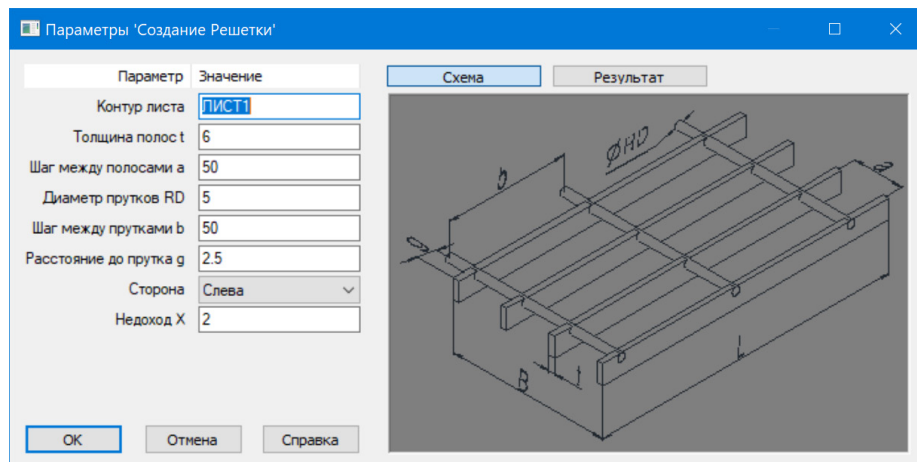 Параметры 'Создание Решетки'
Параметр Значение
Схема Результат
Контур листа ЛИСТ1
Толщина полос t 6
Шаг между полосами a 50
Диаметр прутков RD 5
Шаг между прутками b 50
Расстояние до прутка g 2.5
Сторона Слева
Недоход X 2
ØRD
b
a
g
L
t
B
OK Отмена Справка